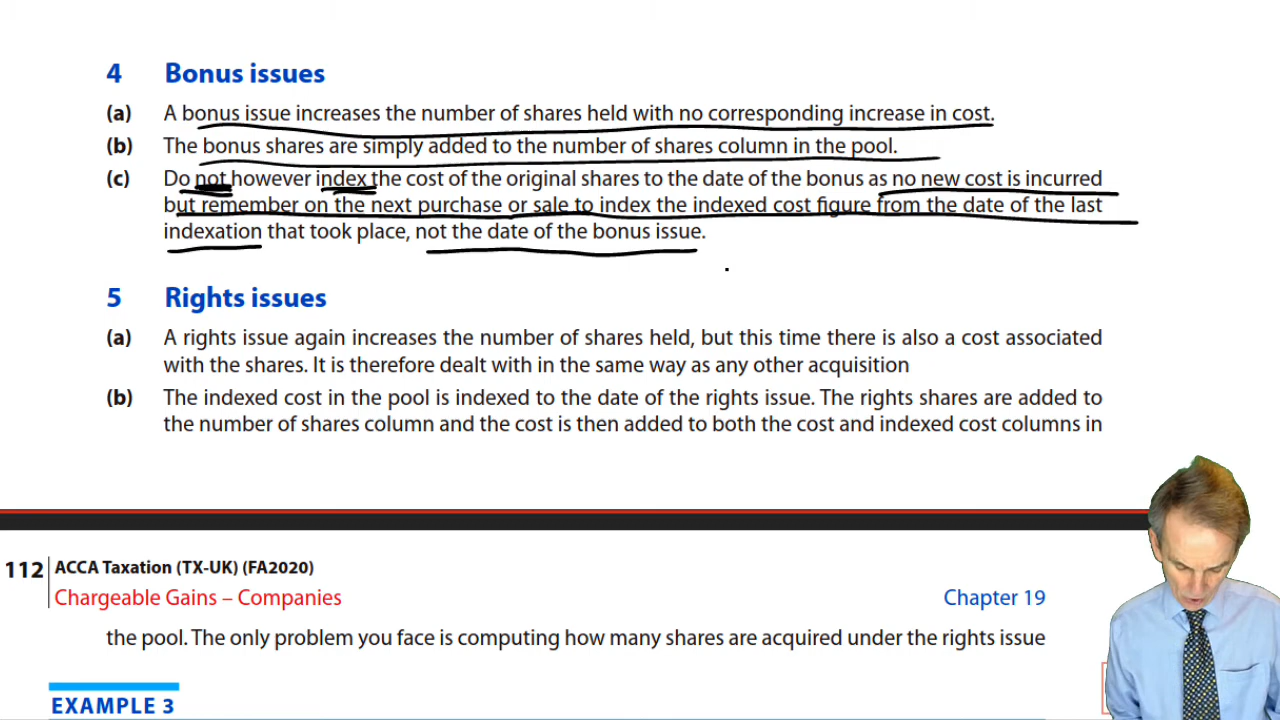 4 Bonus issues
(a) A bonus issue increases the number of shares held with no corresponding increase in cost.
(b) The bonus shares are simply added to the number of shares column in the pool.
(c) Do not however index the cost of the original shares to the date of the bonus as no new cost is incurred
but remember on the next purchase or sale to index the indexed cost figure from the date of the last
indexation that took place, not the date of the bonus issue.
5 Rights issues
(a) A rights issue again increases the number of shares held, but this time there is also a cost associated
with the shares. It is therefore dealt with in the same way as any other acquisition
(b) The indexed cost in the pool is indexed to the date of the rights issue. The rights shares are added to
the number of shares column and the cost is then added to both the cost and indexed cost columns in
112 ACCA Taxation (TX-UK) (FA2020)
Chargeable Gains – Companies Chapter 19
the pool. The only problem you face is computing how many shares are acquired under the rights issue
EXAMPLE 3